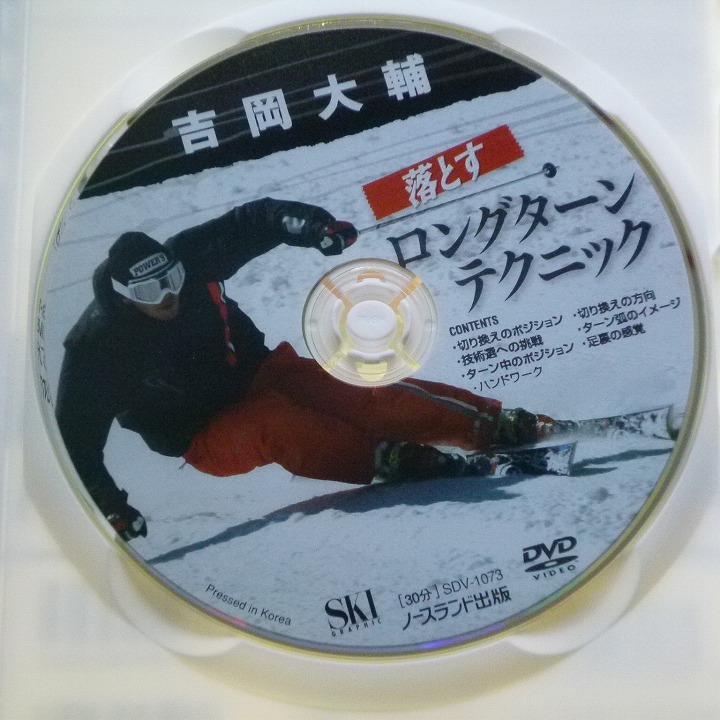 吉岡大輔
落とす
ロングターン
テクニック
CONTENTS
・切り換えのポジション
・技術選への挑戦
・ターン中のポジション
・ハンドワーク
・切り換えの方向
・ターン弧のイメージ
・足裏の感覚
POWER'S
Pressed in Korea
SKI
GRAPHIC
[30分] SDV-1073
ノースランド出版
DVD
VIDEO